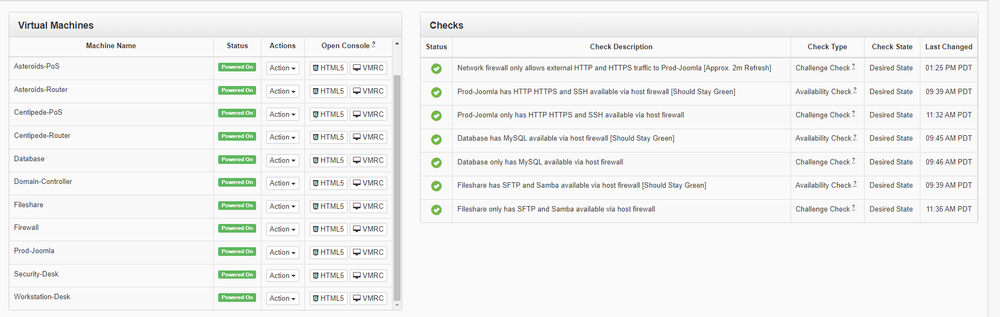 Virtual Machines
Machine Name Status Actions Open Console ?
Asteroids-PoS Powered On Action HTML5 VMRC
Asteroids-Router Powered On Action HTML5 VMRC
Centipede-PoS Powered On Action HTML5 VMRC
Centipede-Router Powered On Action HTML5 VMRC
Database Powered On Action HTML5 VMRC
Domain-Controller Powered On Action HTML5 VMRC
Fileshare Powered On Action HTML5 VMRC
Firewall Powered On Action HTML5 VMRC
Prod-Joomla Powered On Action HTML5 VMRC
Security-Desk Powered On Action HTML5 VMRC
Workstation-Desk Powered On Action HTML5 VMRC
Checks
Status Check Description Check Type Check State Last Changed
Network firewall only allows external HTTP and HTTPS traffic to Prod-Joomla [Approx. 2m Refresh] Challenge Check ? Desired State 01:25 PM PDT
Prod-Joomla has HTTP HTTPS and SSH available via host firewall [Should Stay Green] Availability Check ? Desired State 09:39 AM PDT
Prod-Joomla only has HTTP HTTPS and SSH available via host firewall Challenge Check ? Desired State 11:32 AM PDT
Database has MySQL available via host firewall [Should Stay Green] Availability Check ? Desired State 09:45 AM PDT
Database only has MySQL available via host firewall Challenge Check ? Desired State 09:46 AM PDT
Fileshare has SFTP and Samba available via host firewall [Should Stay Green] Availability Check ? Desired State 09:39 AM PDT
Fileshare only has SFTP and Samba available via host firewall Challenge Check ? Desired State 11:36 AM PDT